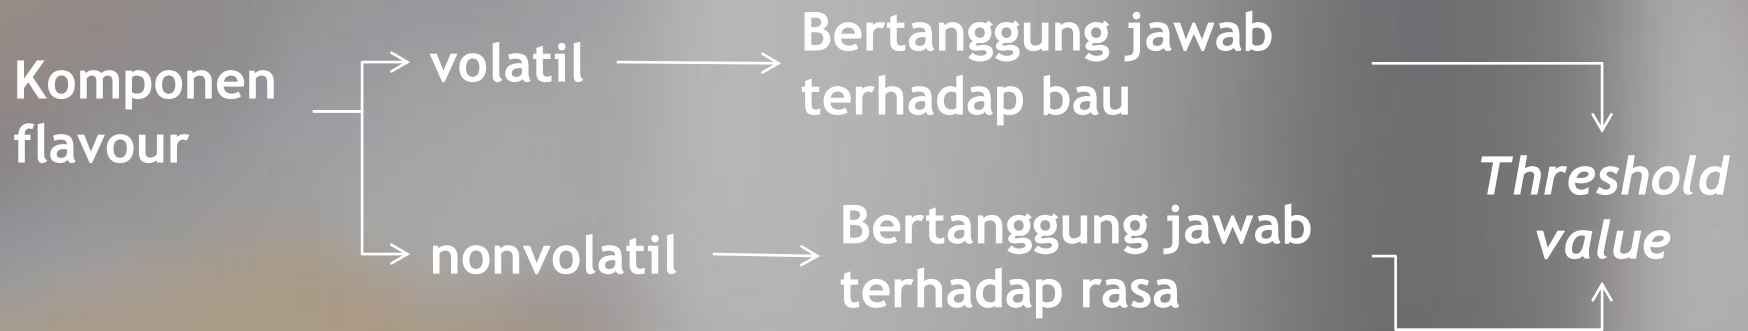 Komponen
flavour
volatil
Bertanggung jawab
terhadap bau
nonvolatil
Bertanggung jawab
terhadap rasa
Threshold
value